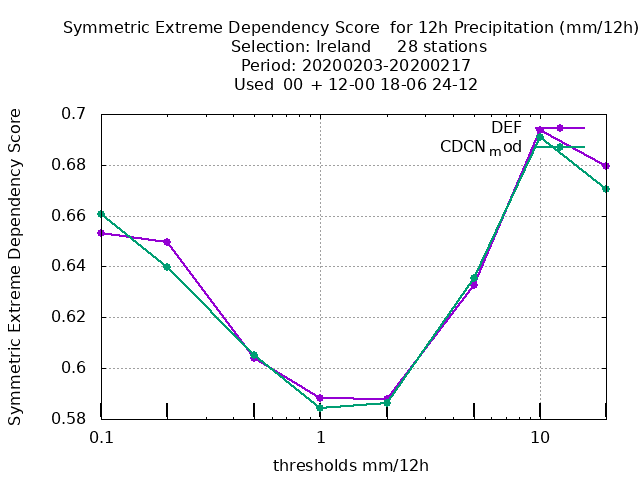 Symmetric Extreme Dependency Score  for 12h Precipitation (mm/12h)
Selection: Ireland     28 stations
Period: 20200203-20200217
Used  00  + 12-00 18-06 24-12
DEF
CDCN_mod
Symmetric Extreme Dependency Score
0.7
0.68
0.66
0.64
0.62
0.6
0.58
0.1
1
10
thresholds mm/12h